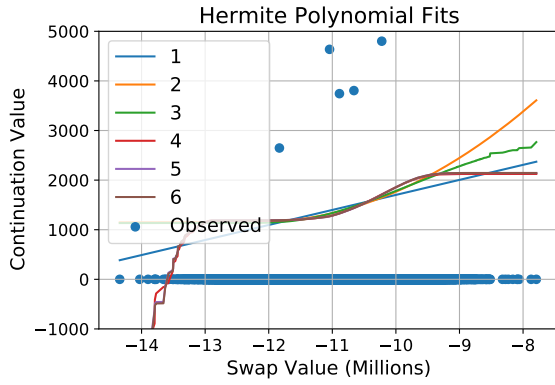 Hermite Polynomial Fits
5000
4000
3000
2000
1000
0
−1000
Continuation Value
1
2
3
4
5
6
Observed
−14 −13 −12 −11 −10 −9 −8
Swap Value (Millions)